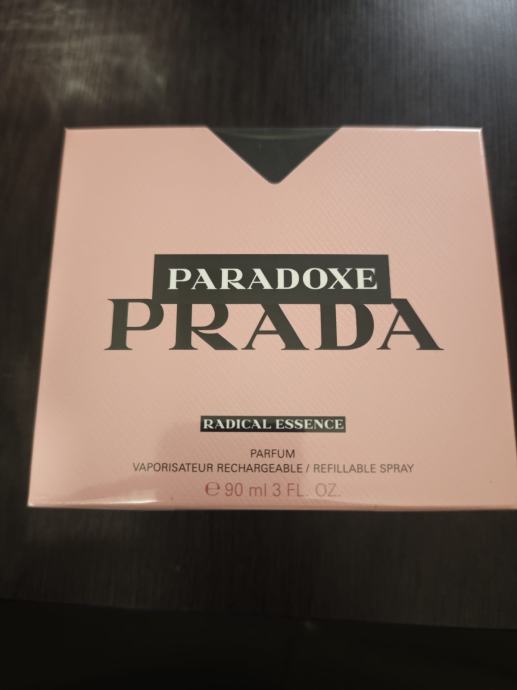 PARADOXE
PRADA
RADICAL ESSENCE
PARFUM
VAPORISATEUR RECHARGEABLE / REFILLABLE SPRAY
℮ 90 ml 3 FL. OZ.